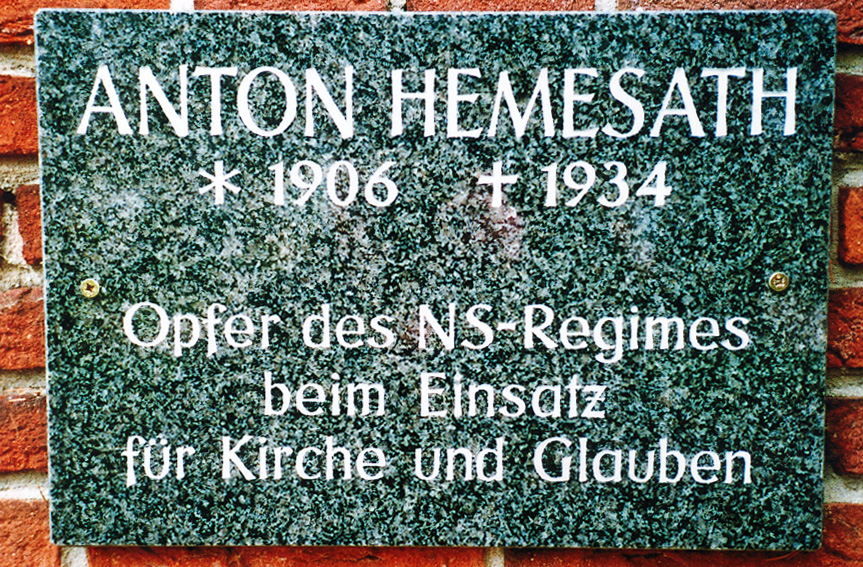 ANTON HEMESATH
* 1906 † 1934
Opfer des NS-Regimes
beim Einsatz
für Kirche und Glauben